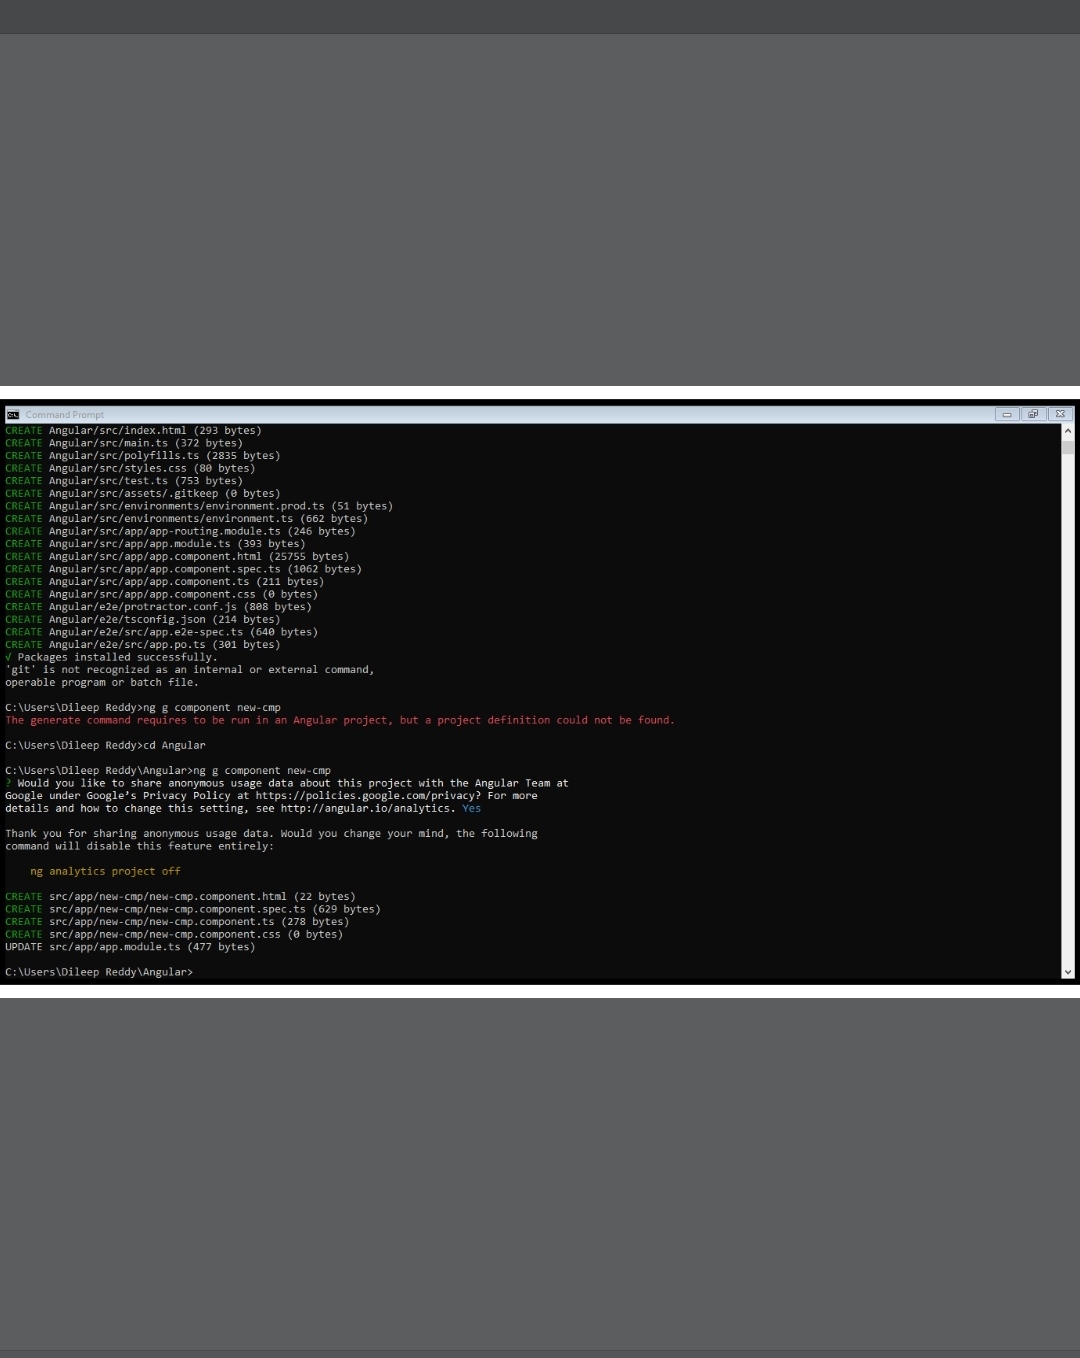 Command Prompt
CREATE Angular/src/index.html (293 bytes)
CREATE Angular/src/main.ts (372 bytes)
CREATE Angular/src/polyfills.ts (2835 bytes)
CREATE Angular/src/styles.css (80 bytes)
CREATE Angular/src/test.ts (753 bytes)
CREATE Angular/src/assets/.gitkeep (0 bytes)
CREATE Angular/src/environments/environment.prod.ts (51 bytes)
CREATE Angular/src/environments/environment.ts (662 bytes)
CREATE Angular/src/app/app-routing.module.ts (246 bytes)
CREATE Angular/src/app/app.module.ts (393 bytes)
CREATE Angular/src/app/app.component.html (25755 bytes)
CREATE Angular/src/app/app.component.spec.ts (1062 bytes)
CREATE Angular/src/app/app.component.ts (211 bytes)
CREATE Angular/src/app/app.component.css (0 bytes)
CREATE Angular/e2e/protractor.conf.js (808 bytes)
CREATE Angular/e2e/tsconfig.json (214 bytes)
CREATE Angular/e2e/src/app.e2e-spec.ts (640 bytes)
CREATE Angular/e2e/src/app.po.ts (301 bytes)
√ Packages installed successfully.
'git' is not recognized as an internal or external command,
operable program or batch file.
C:\Users\Dileep Reddy>ng g component new-cmp
The generate command requires to be run in an Angular project, but a project definition could not be found.
C:\Users\Dileep Reddy>cd Angular
C:\Users\Dileep Reddy\Angular>ng g component new-cmp
? Would you like to share anonymous usage data about this project with the Angular Team at
Google under Google’s Privacy Policy at https://policies.google.com/privacy? For more
details and how to change this setting, see http://angular.io/analytics. Yes
Thank you for sharing anonymous usage data. Would you change your mind, the following
command will disable this feature entirely:
ng analytics project off
CREATE src/app/new-cmp/new-cmp.component.html (22 bytes)
CREATE src/app/new-cmp/new-cmp.component.spec.ts (629 bytes)
CREATE src/app/new-cmp/new-cmp.component.ts (278 bytes)
CREATE src/app/new-cmp/new-cmp.component.css (0 bytes)
UPDATE src/app/app.module.ts (477 bytes)
C:\Users\Dileep Reddy\Angular>